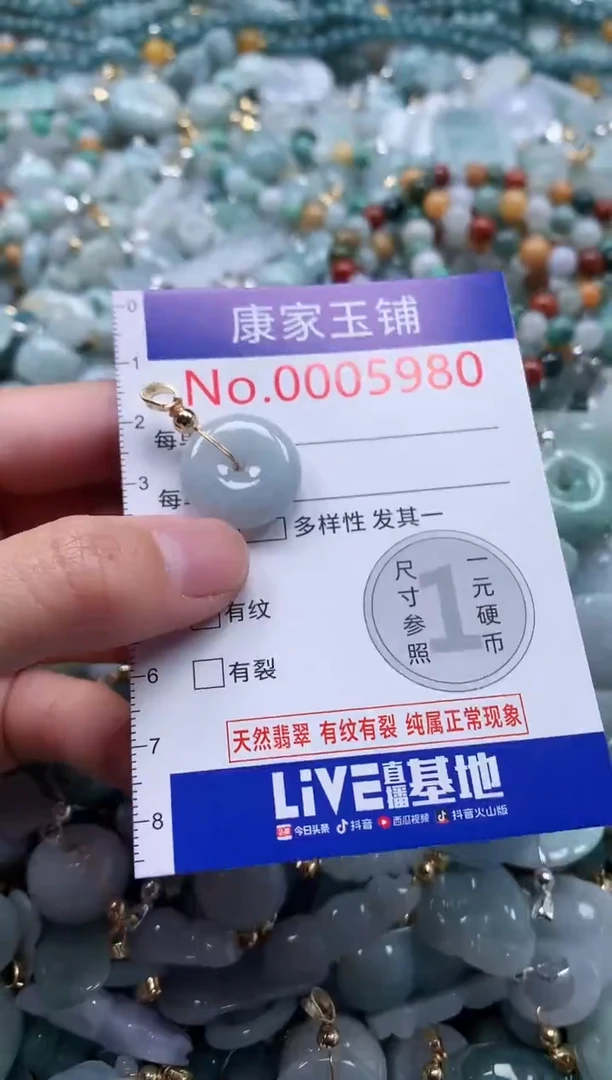 康家玉铺
No.0005980
每
每
多样性 发其一
有纹
有裂
尺寸参照
1
一元硬币
天然翡翠 有纹有裂 纯属正常现象
LiVE直播基地
今日头条 抖音 西瓜视频 抖音火山版
0
1
2
3
6
7
8